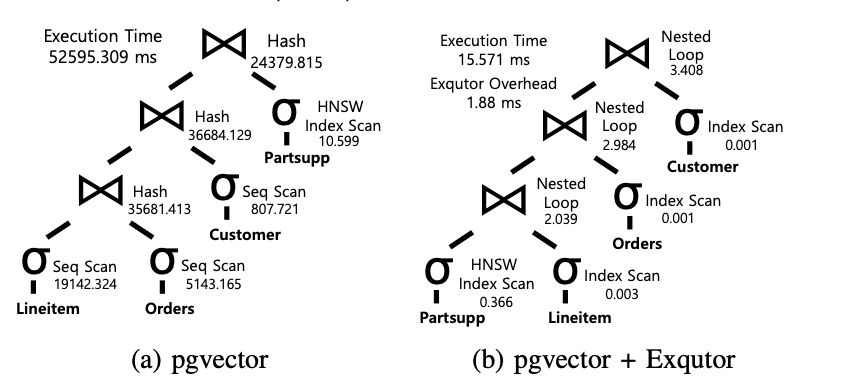 Execution Time
52595.309 ms
Hash
24379.815
Hash
36684.129
σ
HNSW
Index Scan
10.599
Partsupp
Hash
35681.413
σ
Seq Scan
807.721
Customer
σ
Seq Scan
19142.324
Lineitem
σ
Seq Scan
5143.165
Orders
(a) pgvector
Execution Time
15.571 ms
Exqutor Overhead
1.88 ms
Nested
Loop
3.408
Nested
Loop
2.984
σ
Index Scan
0.001
Customer
Nested
Loop
2.039
σ
Index Scan
0.001
Orders
σ
HNSW
Index Scan
0.366
Partsupp
σ
Index Scan
0.003
Lineitem
(b) pgvector + Exqutor